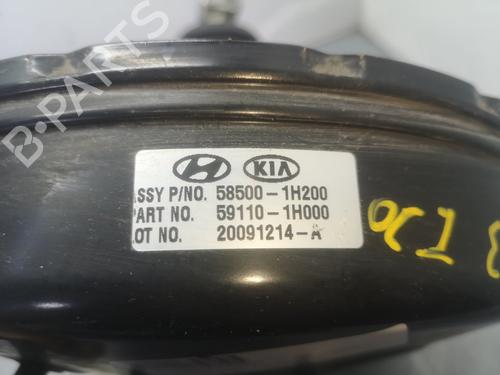 B-PARTS
KIA
ASSY P/NO. 58500-1H200
PART NO. 59110-1H000
LOT NO. 20091214-A